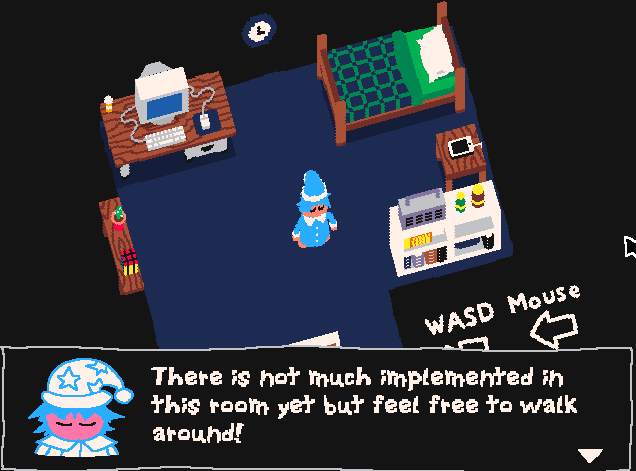 WASD Mouse
There is not much implemented in
this room yet but feel free to walk
around!